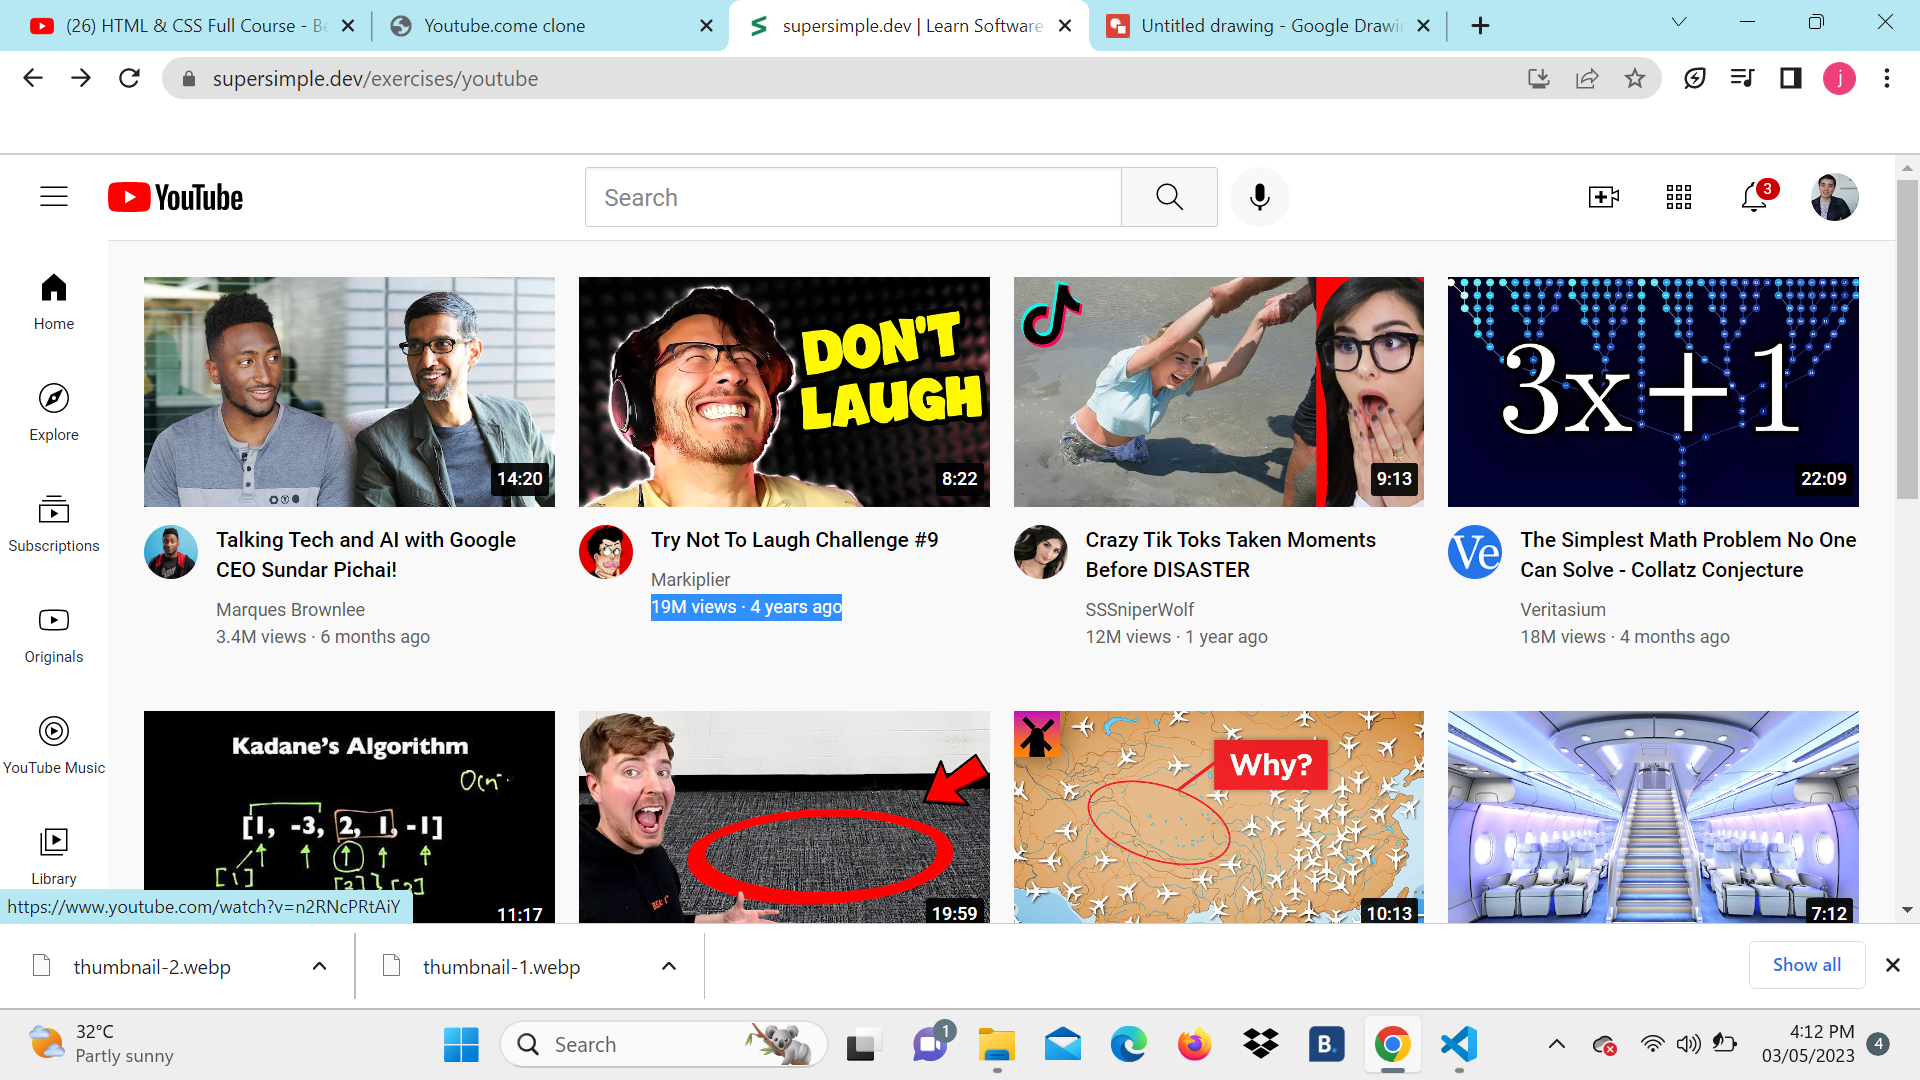 (26) HTML & CSS Full Course - Be
Youtube.come clone
supersimple.dev | Learn Software
Untitled drawing - Google Drawi
supersimple.dev/exercises/youtube
j
YouTube
Search
3
Home
Explore
Subscriptions
Originals
YouTube Music
Library
14:20
Talking Tech and AI with Google
CEO Sundar Pichai!
Marques Brownlee
3.4M views · 6 months ago
DON'T
LAUGH
8:22
Try Not To Laugh Challenge #9
Markiplier
19M views · 4 years ago
9:13
Crazy Tik Toks Taken Moments
Before DISASTER
SSSniperWolf
12M views · 1 year ago
3x+1
22:09
Ve
The Simplest Math Problem No One
Can Solve - Collatz Conjecture
Veritasium
18M views · 4 months ago
Kadane's Algorithm
[1, -3, 2, 1, -1]
[1]
11:17
19:59
Why?
10:13
7:12
https://www.youtube.com/watch?v=n2RNcPRtAiY
thumbnail-2.webp
thumbnail-1.webp
Show all
32°C
Partly sunny
Search
1
B.
4:12 PM
03/05/2023
4